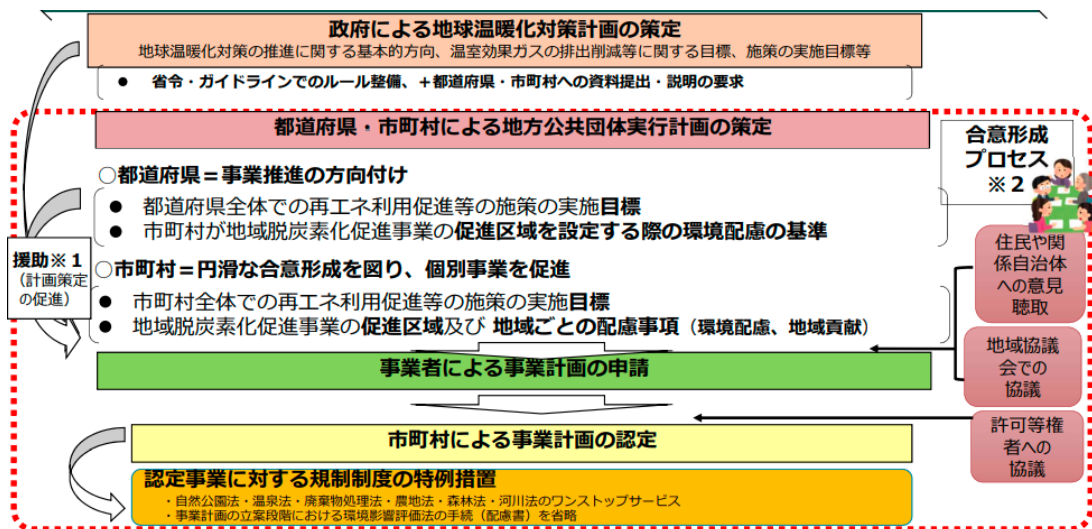 政府による地球温暖化対策計画の策定
地球温暖化対策の推進に関する基本的方向、温室効果ガスの排出削減等に関する目標、施策の実施目標等
● 省令・ガイドラインでのルール整備、＋都道府県・市町村への資料提出・説明の要求
都道府県・市町村による地方公共団体実行計画の策定
合意形成
プロセス
※２
○都道府県＝事業推進の方向付け
● 都道府県全体での再エネ利用促進等の施策の実施目標
● 市町村が地域脱炭素化促進事業の促進区域を設定する際の環境配慮の基準
援助※１
（計画策定
の促進）
○市町村＝円滑な合意形成を図り、個別事業を促進
● 市町村全体での再エネ利用促進等の施策の実施目標
● 地域脱炭素化促進事業の促進区域及び 地域ごとの配慮事項（環境配慮、地域貢献）
住民や関
係自治体
への意見
聴取
地域協議
会での
協議
事業者による事業計画の申請
許可等権
者への
協議
市町村による事業計画の認定
認定事業に対する規制制度の特例措置
・自然公園法・温泉法・廃棄物処理法・農地法・森林法・河川法のワンストップサービス
・事業計画の立案段階における環境影響評価法の手続（配慮書）を省略